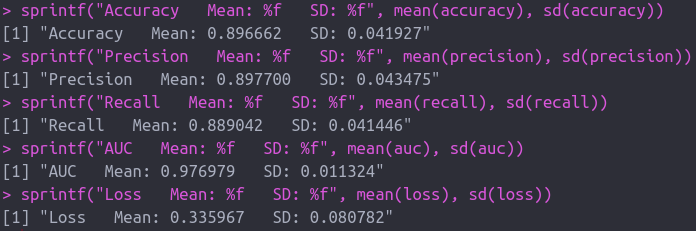 > sprintf("Accuracy   Mean: %f   SD: %f", mean(accuracy), sd(accuracy))
[1] "Accuracy   Mean: 0.896662   SD: 0.041927"
> sprintf("Precision   Mean: %f   SD: %f", mean(precision), sd(precision))
[1] "Precision   Mean: 0.897700   SD: 0.043475"
> sprintf("Recall   Mean: %f   SD: %f", mean(recall), sd(recall))
[1] "Recall   Mean: 0.889042   SD: 0.041446"
> sprintf("AUC   Mean: %f   SD: %f", mean(auc), sd(auc))
[1] "AUC   Mean: 0.976979   SD: 0.011324"
> sprintf("Loss   Mean: %f   SD: %f", mean(loss), sd(loss))
[1] "Loss   Mean: 0.335967   SD: 0.080782"